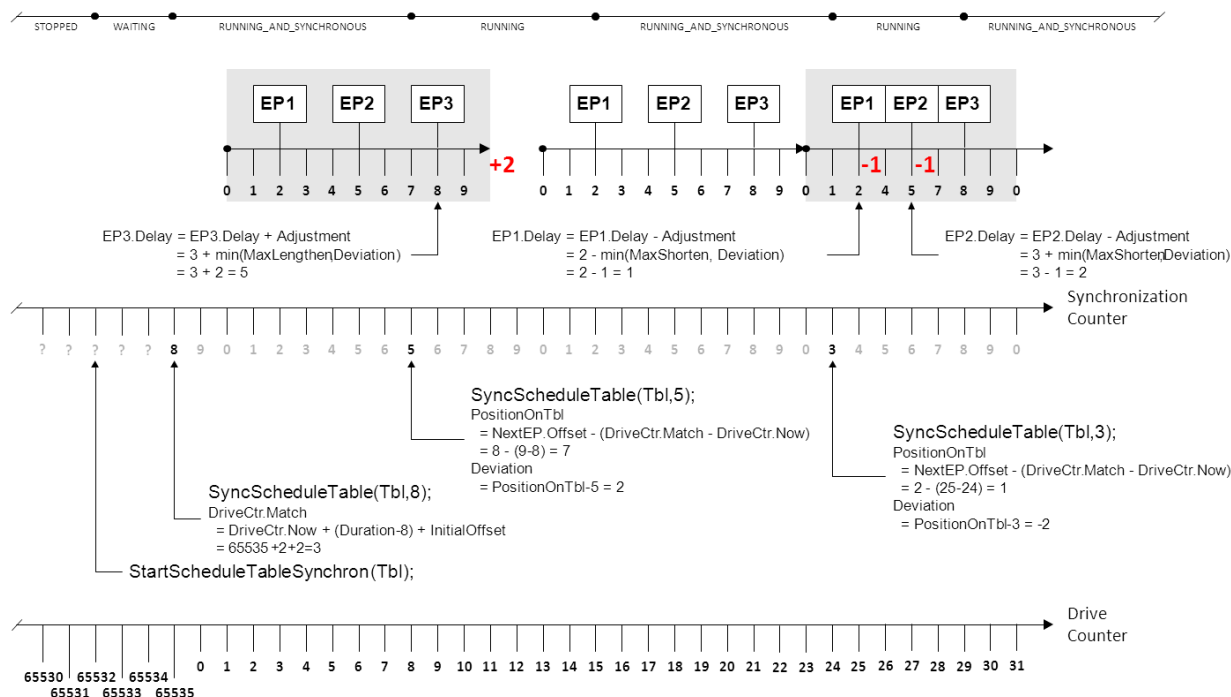 STOPPED WAITING RUNNING_AND_SYNCHRONOUS RUNNING RUNNING_AND_SYNCHRONOUS RUNNING RUNNING_AND_SYNCHRONOUS
EP1 EP2 EP3 EP1 EP2 EP3 EP1 EP2 EP3
+2 -1 -1
0 1 2 3 4 5 6 7 8 9 0 1 2 3 4 5 6 7 8 9 0 1 2 4 5 7 8 9 0
EP3.Delay = EP3.Delay + Adjustment
= 3 + min(MaxLengthen,Deviation)
= 3 + 2 = 5
EP1.Delay = EP1.Delay - Adjustment
= 2 - min(MaxShorten, Deviation)
= 2 - 1 = 1
EP2.Delay = EP2.Delay - Adjustment
= 3 + min(MaxShorten,Deviation)
= 3 - 1 = 2
Synchronization
Counter
? ? ? ? ? 8 9 0 1 2 3 4 5 6 5 6 7 8 9 0 1 2 3 4 5 6 7 8 9 0 3 4 5 6 7 8 9 0
SyncScheduleTable(Tbl,5);
PositionOnTbl
= NextEP.Offset - (DriveCtr.Match - DriveCtr.Now)
= 8 - (9-8) = 7
Deviation
= PositionOnTbl-5 = 2
SyncScheduleTable(Tbl,3);
PositionOnTbl
= NextEP.Offset - (DriveCtr.Match - DriveCtr.Now)
= 2 - (25-24) = 1
Deviation
= PositionOnTbl-3 = -2
SyncScheduleTable(Tbl,8);
DriveCtr.Match
= DriveCtr.Now + (Duration-8) + InitialOffset
= 65535 +2+2=3
StartScheduleTableSynchron(Tbl);
Drive
Counter
65530 65531 65532 65533 65534 65535 0 1 2 3 4 5 6 7 8 9 10 11 12 13 14 15 16 17 18 19 20 21 22 23 24 25 26 27 28 29 30 31